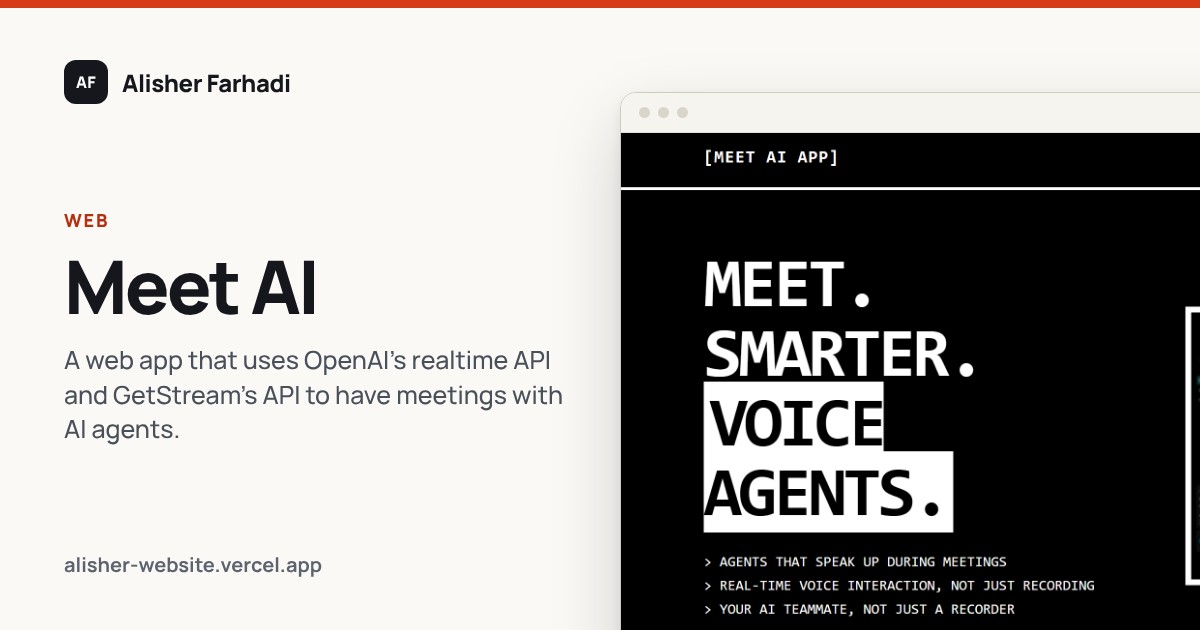 AF
Alisher Farhadi
WEB
Meet AI
A web app that uses OpenAI's realtime API
and GetStream's API to have meetings with
AI agents.
alisher-website.vercel.app
[MEET AI APP]
MEET.
SMARTER.
VOICE
AGENTS.
> AGENTS THAT SPEAK UP DURING MEETINGS
> REAL-TIME VOICE INTERACTION, NOT JUST RECORDING
> YOUR AI TEAMMATE, NOT JUST A RECORDER